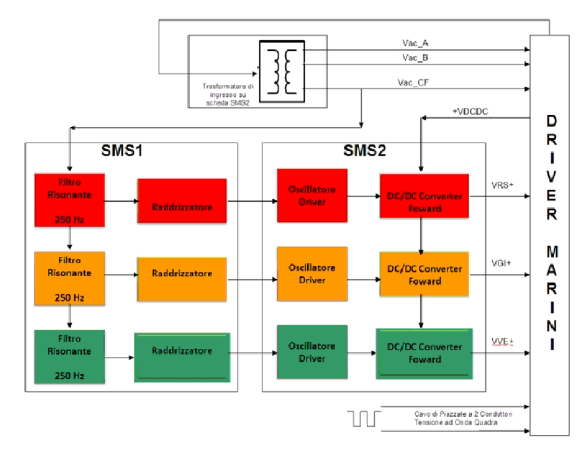 Vac_A
Vac_B
Vac_CF
Trasformatore di
ingresso su
scheda SMS2
+VDCDC
SMS1
SMS2
DRIVER MARINI
Filtro
Risonante
250 Hz
Raddrizzatore
Oscillatore
Driver
DC/DC Converter
Foward
VRS+
Filtro
Risonante
250 Hz
Raddrizzatore
Oscillatore
Driver
DC/DC Converter
Foward
VGI+
Filtro
Risonante
250 Hz
Raddrizzatore
Oscillatore
Driver
DC/DC Converter
Foward
VVE+
Cavo di Piazzale a 2 Conduttori
Tensione ad Onda Quadra